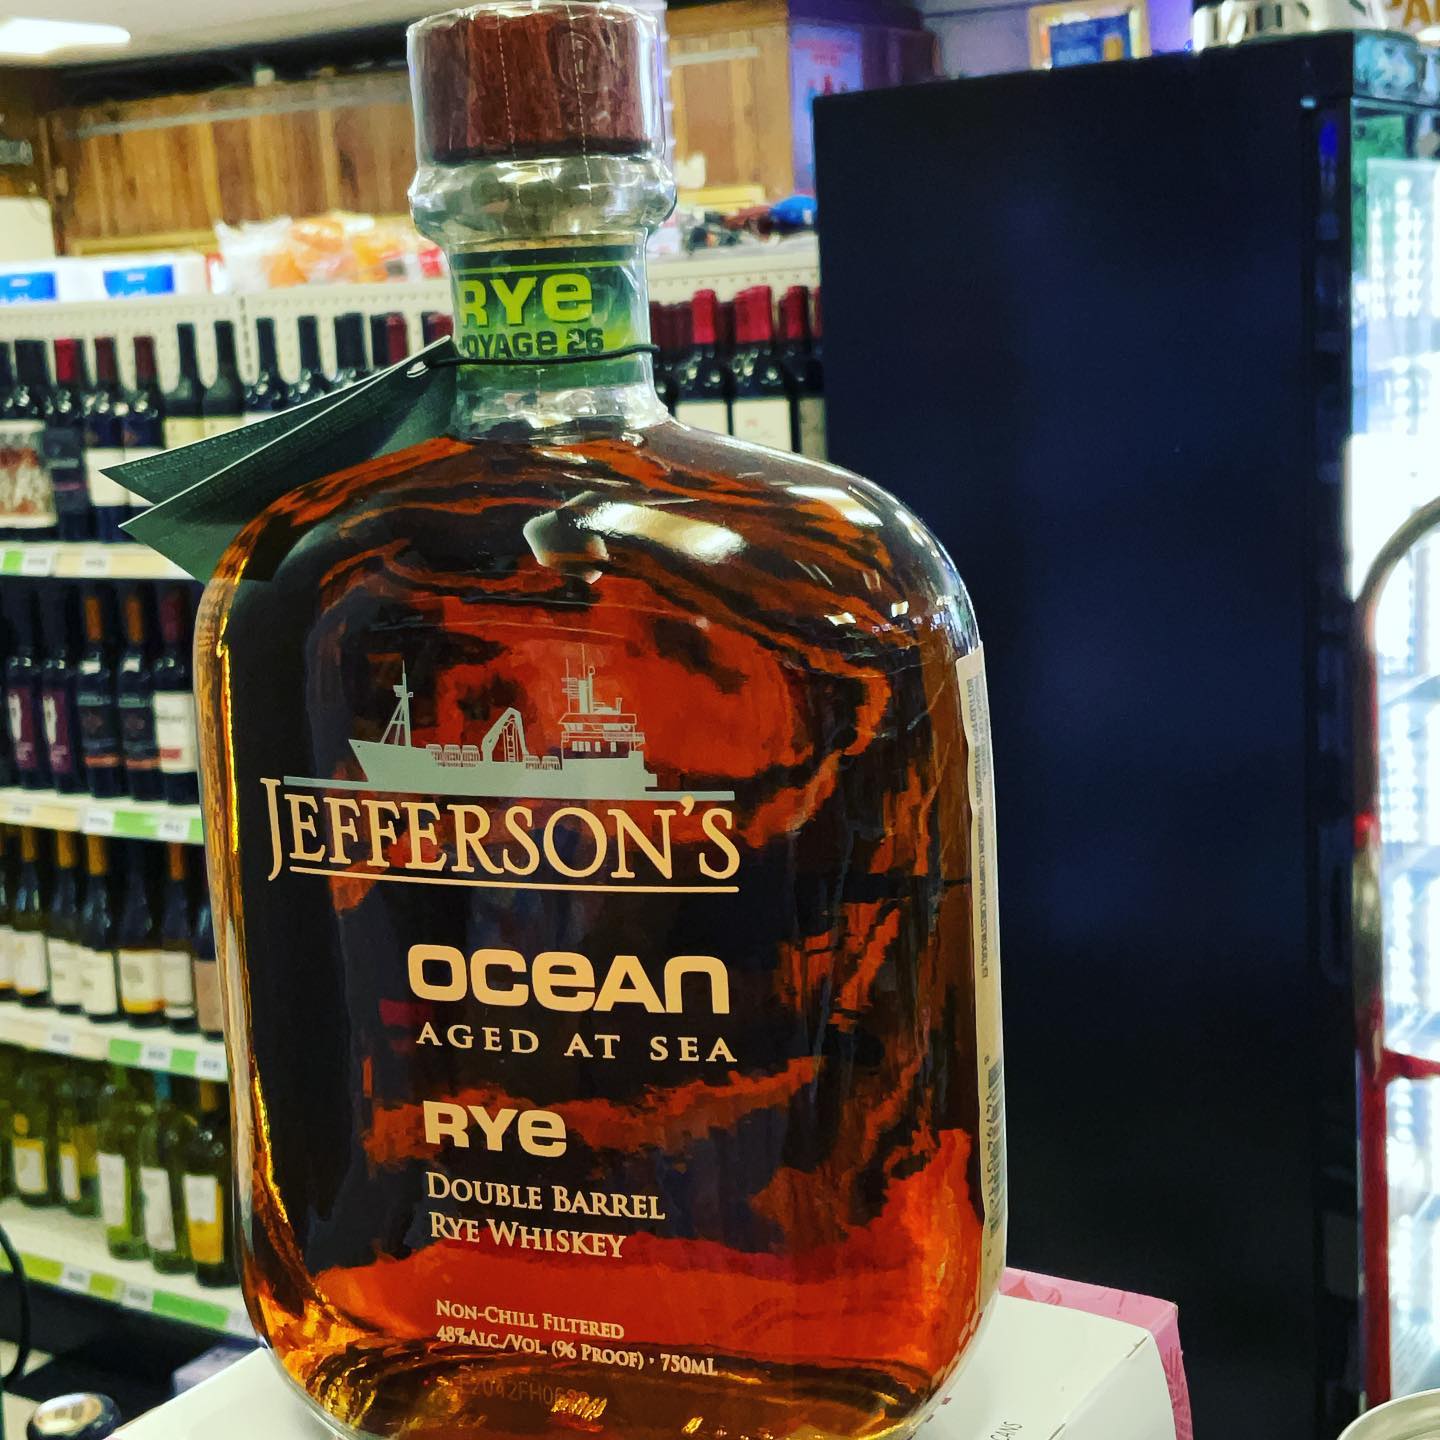 RYe
VOYAGe 26
JEFFERSON'S
OCeAn
AGED AT SEA
RYe
DOUBLE BARREL
RYE WHISKEY
NON-CHILL FILTERED
48%ALC./VOL. (96 PROOF) • 750ML
CANS